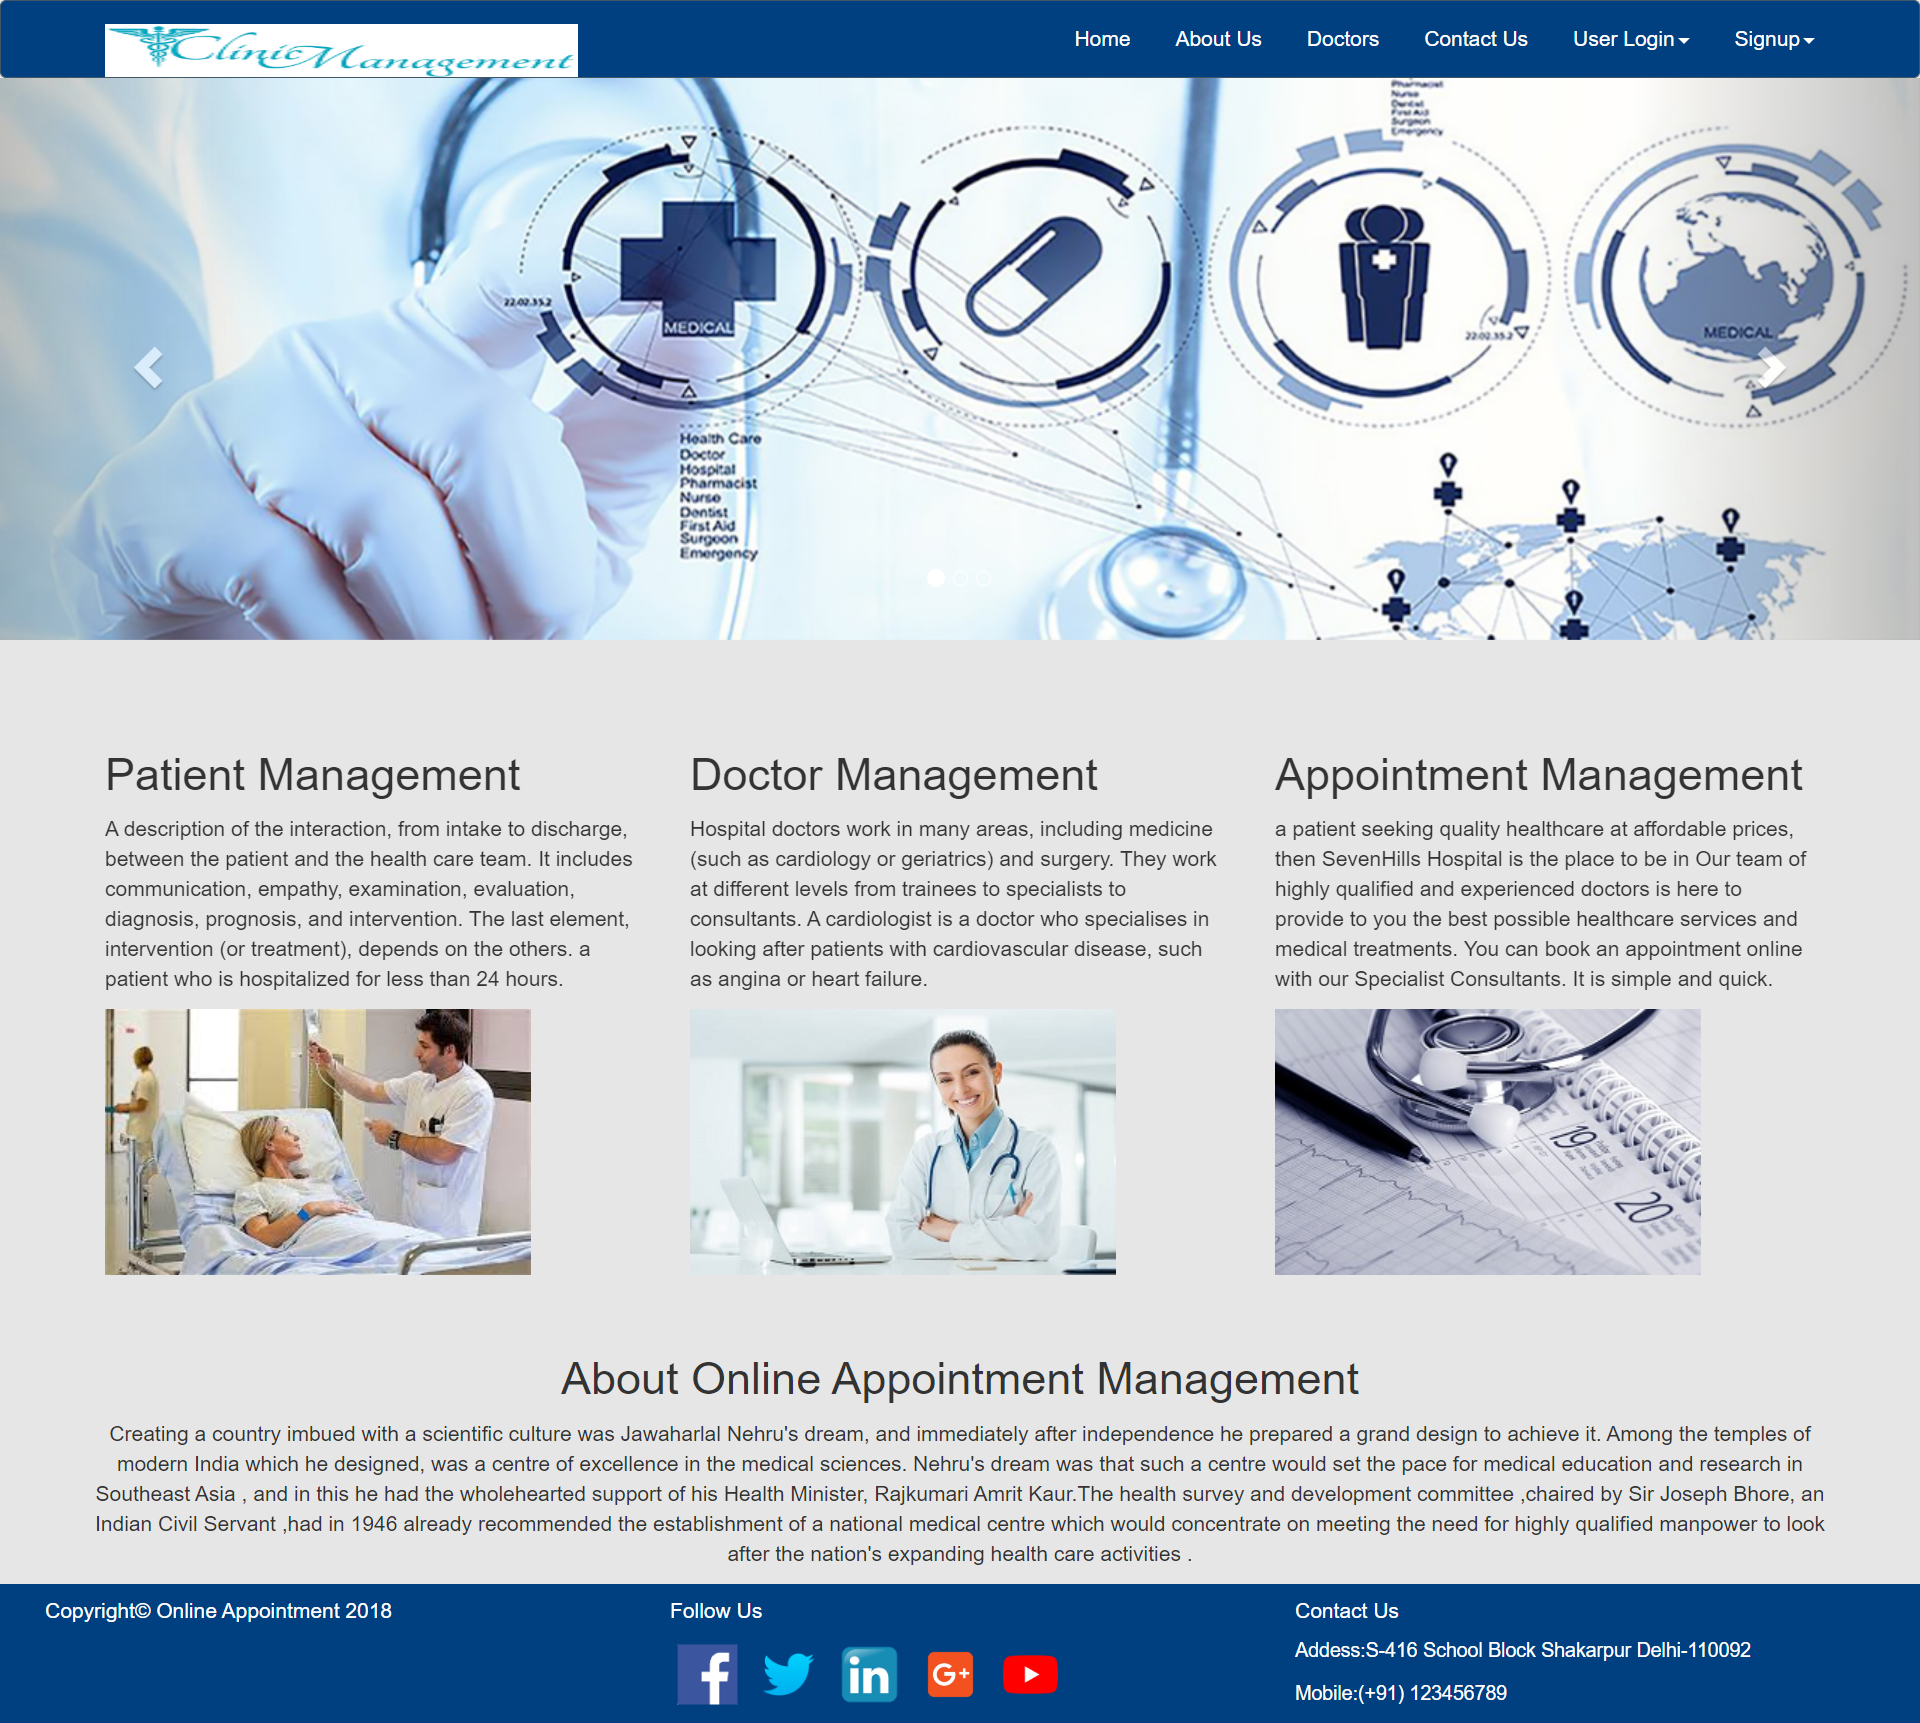 Clinic Management
Home About Us Doctors Contact Us User Login Signup
Pharmacist
Nurse
Dentist
First Aid
Surgeon
Emergency
22.02.35.2
MEDICAL
22.02.35.2
MEDICAL
Health Care
Doctor
Hospital
Pharmacist
Nurse
Dentist
First Aid
Surgeon
Emergency
Patient Management
A description of the interaction, from intake to discharge,
between the patient and the health care team. It includes
communication, empathy, examination, evaluation,
diagnosis, prognosis, and intervention. The last element,
intervention (or treatment), depends on the others. a
patient who is hospitalized for less than 24 hours.
Doctor Management
Hospital doctors work in many areas, including medicine
(such as cardiology or geriatrics) and surgery. They work
at different levels from trainees to specialists to
consultants. A cardiologist is a doctor who specialises in
looking after patients with cardiovascular disease, such
as angina or heart failure.
Appointment Management
a patient seeking quality healthcare at affordable prices,
then SevenHills Hospital is the place to be in Our team of
highly qualified and experienced doctors is here to
provide to you the best possible healthcare services and
medical treatments. You can book an appointment online
with our Specialist Consultants. It is simple and quick.
19
20
About Online Appointment Management
Creating a country imbued with a scientific culture was Jawaharlal Nehru's dream, and immediately after independence he prepared a grand design to achieve it. Among the temples of
modern India which he designed, was a centre of excellence in the medical sciences. Nehru's dream was that such a centre would set the pace for medical education and research in
Southeast Asia , and in this he had the wholehearted support of his Health Minister, Rajkumari Amrit Kaur.The health survey and development committee ,chaired by Sir Joseph Bhore, an
Indian Civil Servant ,had in 1946 already recommended the establishment of a national medical centre which would concentrate on meeting the need for highly qualified manpower to look
after the nation's expanding health care activities .
Copyright© Online Appointment 2018
Follow Us
f
in
G+
Contact Us
Addess:S-416 School Block Shakarpur Delhi-110092
Mobile:(+91) 123456789